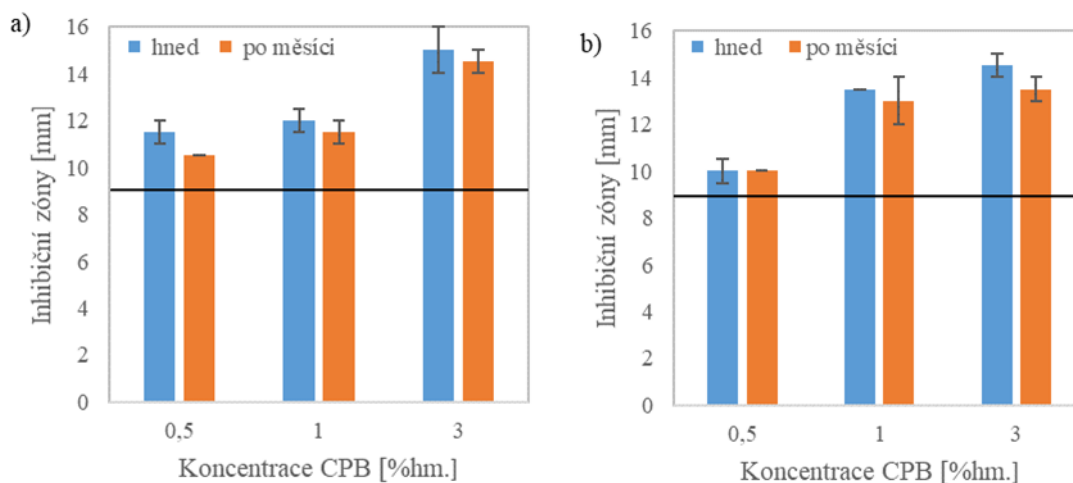 a)
hned po měsíci
16
14
12
10
8
6
4
2
0
Inhibiční zóny [mm]
0,5 1 3
Koncentrace CPB [%hm.]
b)
hned po měsíci
16
14
12
10
8
6
4
2
0
Inhibiční zóny [mm]
0,5 1 3
Koncentrace CPB [%hm.]